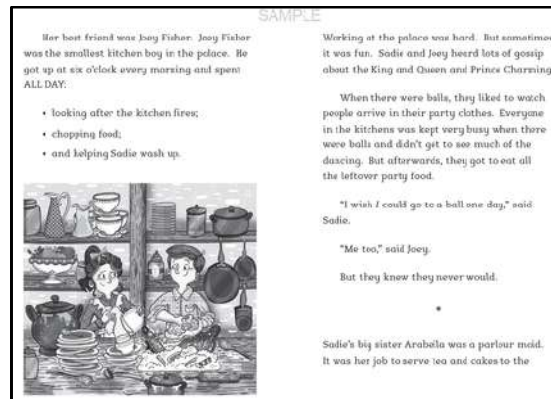 SAMPLE
Her best friend was Joey Fisher. Joey Fisher
was the smallest kitchen boy in the palace. He
got up at six o'clock every morning and spent
ALL DAY:
• looking after the kitchen fires;
• chopping food;
• and helping Sadie wash up.
Working at the palace was hard. But sometimes
it was fun. Sadie and Joey heard lots of gossip
about the King and Queen and Prince Charming
When there were balls, they liked to watch
people arrive in their party clothes. Everyone
in the kitchens was kept very busy when there
were balls and didn't get to see much of the
dancing. But afterwards, they got to eat all
the leftover party food.
"I wish I could go to a ball one day," said
Sadie.
"Me too," said Joey.
But they knew they never would.
*
Sadie's big sister Arabella was a parlour maid.
It was her job to serve tea and cakes to the